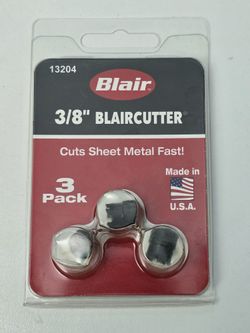 13204
Blair
3/8" BLAIRCUTTER
Cuts Sheet Metal Fast!
3
Pack
Made in
U.S.A.